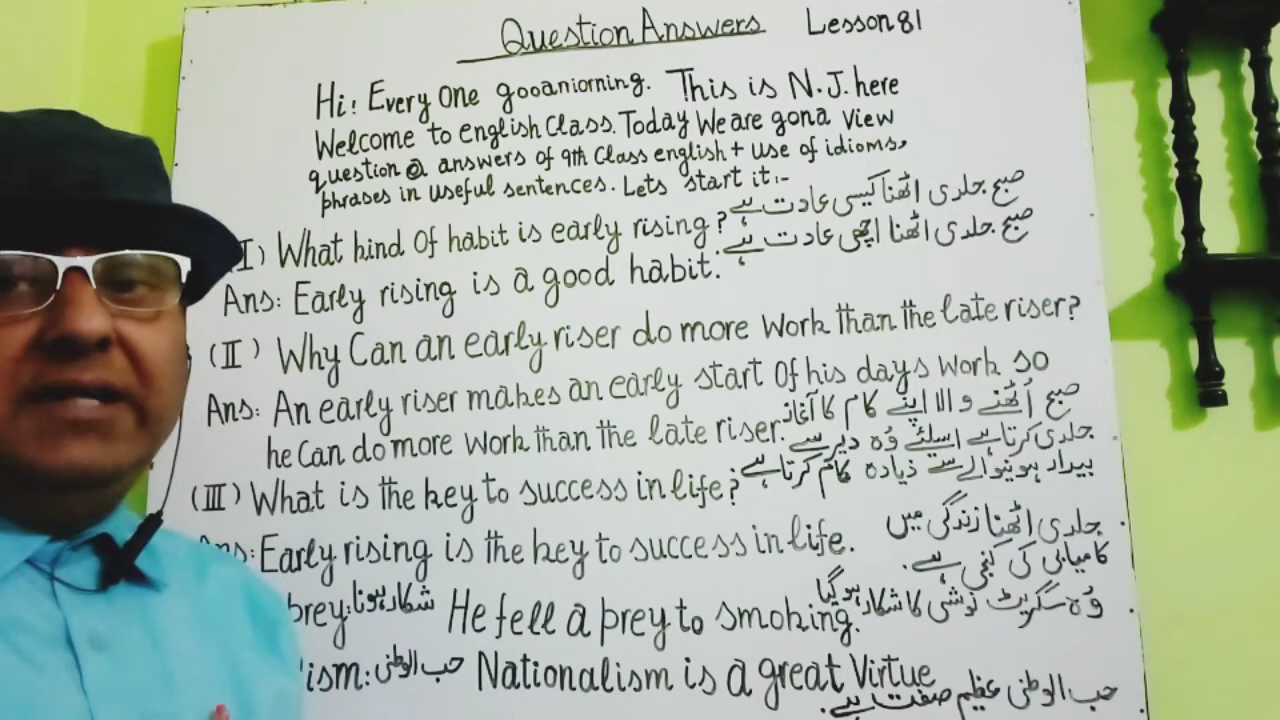 Question Answers Lesson 81
Hi! Every One gooaniorning. This is N.J. here
Welcome to english Class. Today We are gona view
question @ answers of 9th Class english + use of idioms,
phrases in useful sentences. Lets start it:-
I) What kind Of habit is early rising? صبح جلدی اٹھنا کیسی عادت ہے
Ans: Early rising is a good habit. صبح جلدی اٹھنا اچھی عادت ہے
(II) Why Can an early riser do more work than the late riser?
Ans: An early riser makes an early start Of his days work so
صبح اُٹھنے والا اپنے کام کا آغاز
he Can do more work than the late riser. جلدی کرتا ہے اسلئے وُہ دیر سے
بیدار ہونیوالے سے ذیادہ کام کرتا ہے
(III) What is the key to success in life?
Ans: Early rising is the key to success in life. جلدی اٹھنا زندگی میں
کامیابی کی کنجی ہے.
prey: شکار ہونا He fell a prey to smoking. وُہ سگریٹ نوشی کا شکار ہوگیا
ism: حب الوطنی Nationalism is a great Virtue
حب الوطنی عظیم صفت ہے.